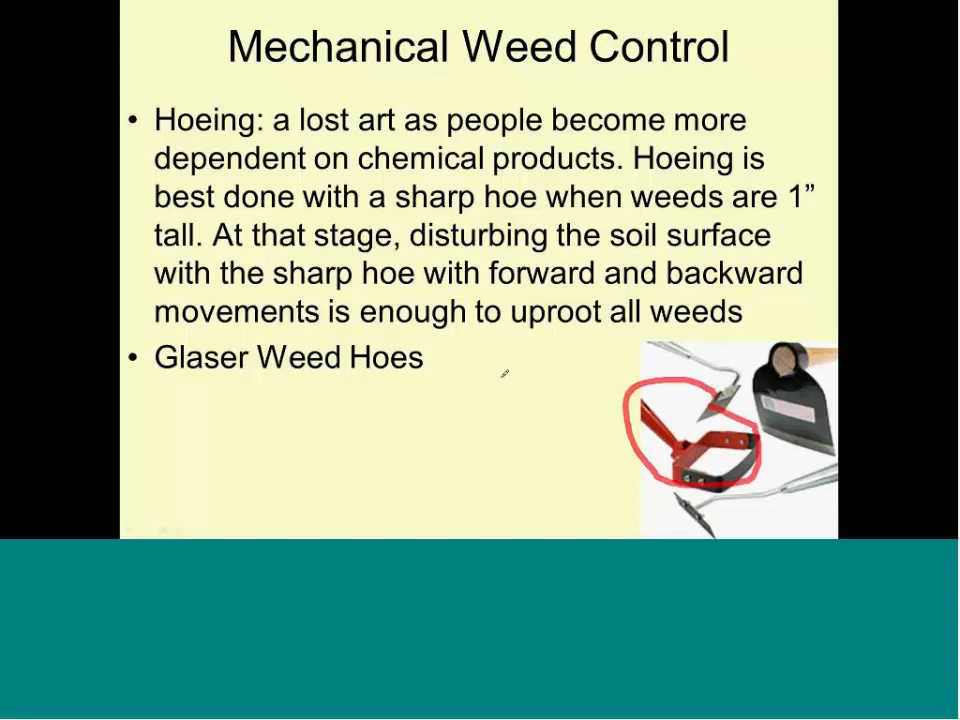 Mechanical Weed Control
• Hoeing: a lost art as people become more
dependent on chemical products. Hoeing is
best done with a sharp hoe when weeds are 1”
tall. At that stage, disturbing the soil surface
with the sharp hoe with forward and backward
movements is enough to uproot all weeds
• Glaser Weed Hoes